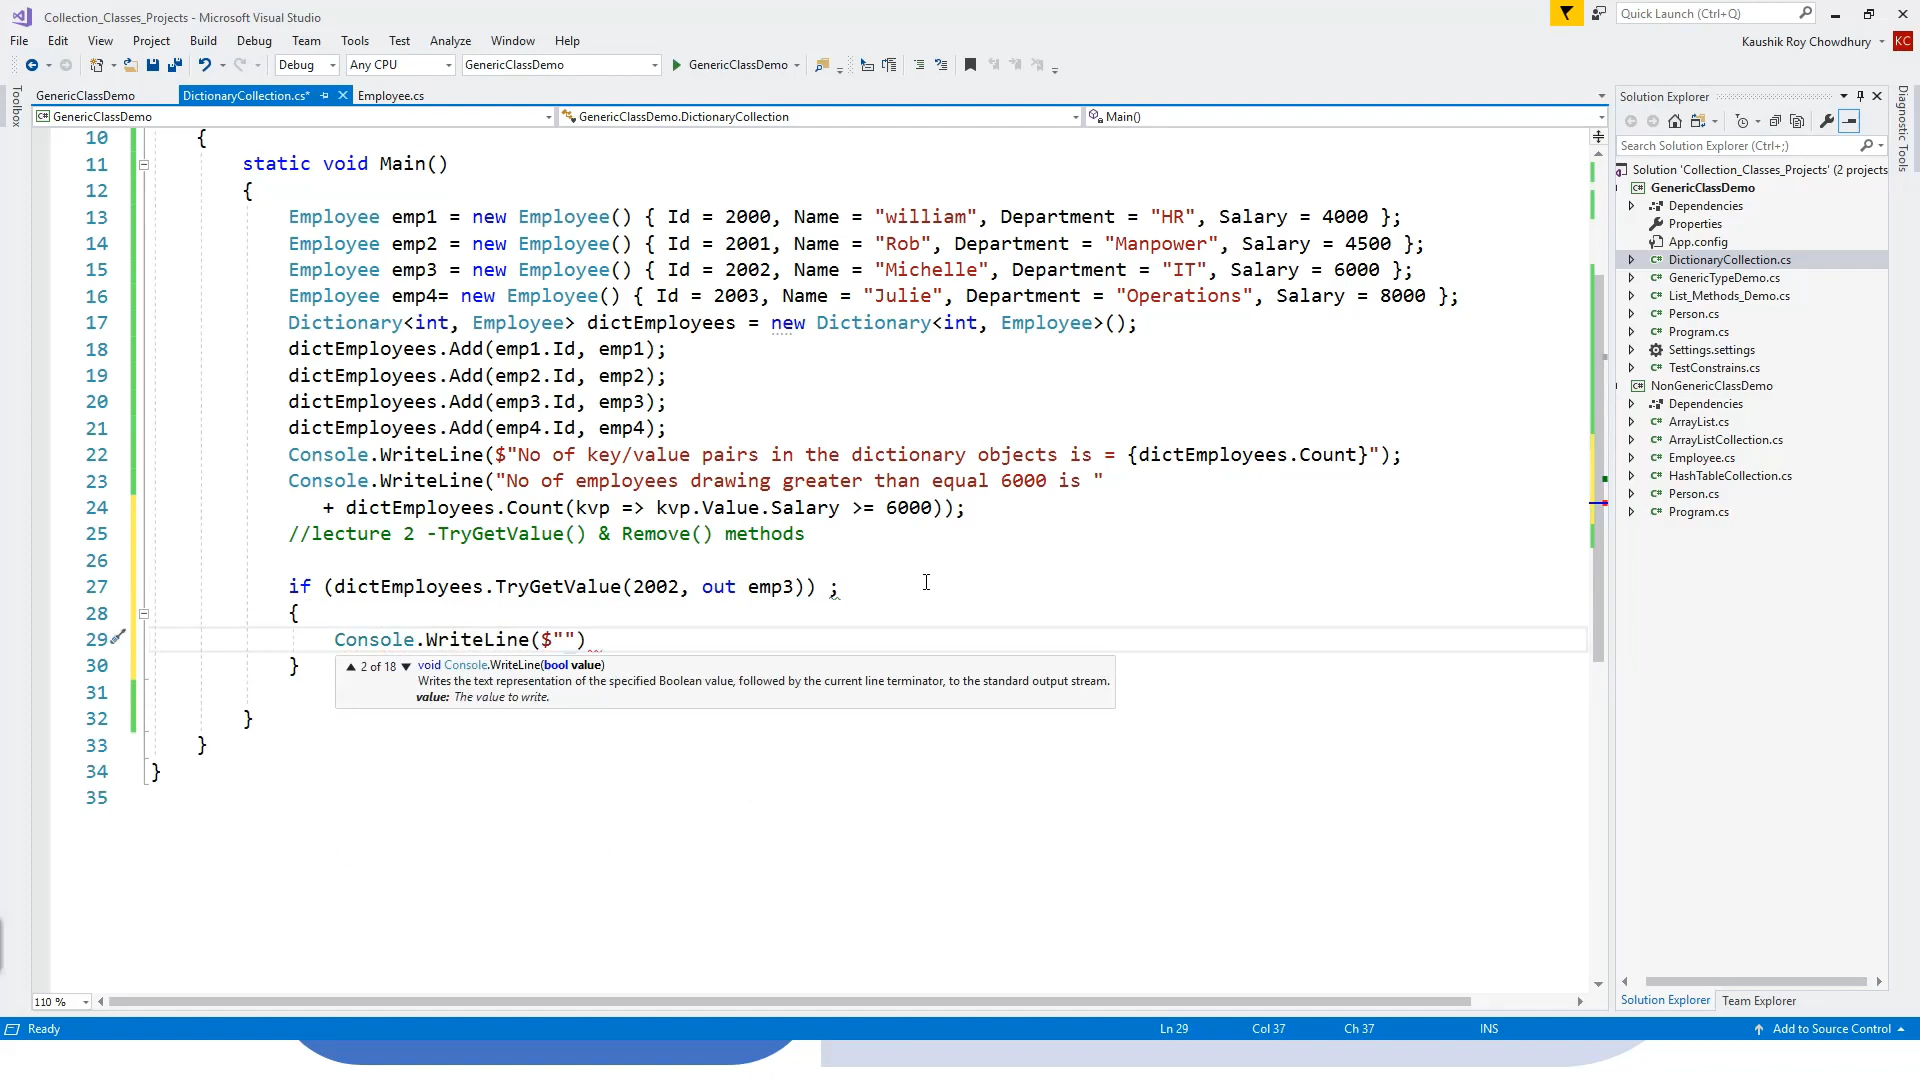 Collection_Classes_Projects - Microsoft Visual Studio
Quick Launch (Ctrl+Q)
File Edit View Project Build Debug Team Tools Test Analyze Window Help
Kaushik Roy Chowdhury KC
Debug Any CPU GenericClassDemo GenericClassDemo
Toolbox
GenericClassDemo DictionaryCollection.cs* Employee.cs
GenericClassDemo GenericClassDemo.DictionaryCollection Main()
10 {
11 static void Main()
12 {
13 Employee emp1 = new Employee() { Id = 2000, Name = "william", Department = "HR", Salary = 4000 };
14 Employee emp2 = new Employee() { Id = 2001, Name = "Rob", Department = "Manpower", Salary = 4500 };
15 Employee emp3 = new Employee() { Id = 2002, Name = "Michelle", Department = "IT", Salary = 6000 };
16 Employee emp4= new Employee() { Id = 2003, Name = "Julie", Department = "Operations", Salary = 8000 };
17 Dictionary<int, Employee> dictEmployees = new Dictionary<int, Employee>();
18 dictEmployees.Add(emp1.Id, emp1);
19 dictEmployees.Add(emp2.Id, emp2);
20 dictEmployees.Add(emp3.Id, emp3);
21 dictEmployees.Add(emp4.Id, emp4);
22 Console.WriteLine($"No of key/value pairs in the dictionary objects is = {dictEmployees.Count}");
23 Console.WriteLine("No of employees drawing greater than equal 6000 is "
24 + dictEmployees.Count(kvp => kvp.Value.Salary >= 6000));
25 //lecture 2 -TryGetValue() & Remove() methods
26
27 if (dictEmployees.TryGetValue(2002, out emp3)) ;
28 {
29 Console.WriteLine($"")
30 }
2 of 18 void Console.WriteLine(bool value)
Writes the text representation of the specified Boolean value, followed by the current line terminator, to the standard output stream.
value: The value to write.
31
32 }
33 }
34 }
35
110 %
Solution Explorer
Search Solution Explorer (Ctrl+;)
Solution 'Collection_Classes_Projects' (2 projects
GenericClassDemo
Dependencies
Properties
App.config
DictionaryCollection.cs
GenericTypeDemo.cs
List_Methods_Demo.cs
Person.cs
Program.cs
Settings.settings
TestConstrains.cs
NonGenericClassDemo
Dependencies
ArrayList.cs
ArrayListCollection.cs
Employee.cs
HashTableCollection.cs
Person.cs
Program.cs
Solution Explorer Team Explorer
Diagnostic Tools
Ready Ln 29 Col 37 Ch 37 INS Add to Source Control